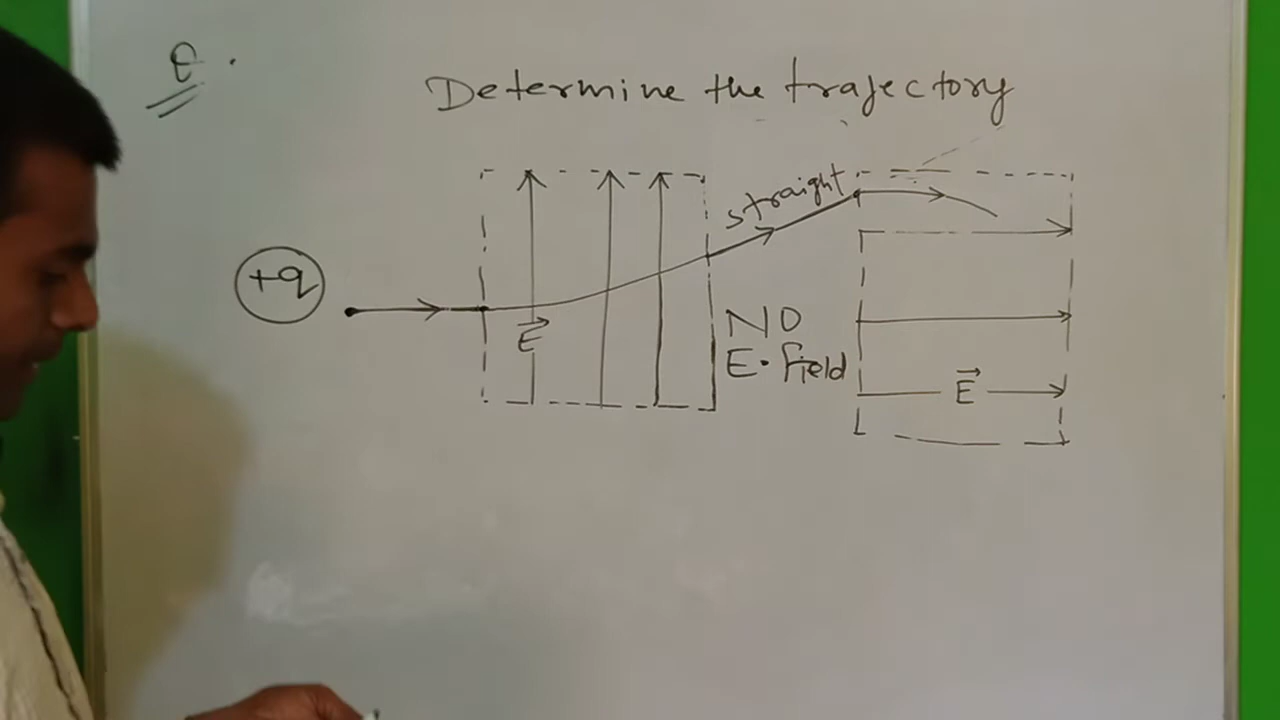 Q.
Determine the trajectory
straight
+q
E
NO
E. field
E